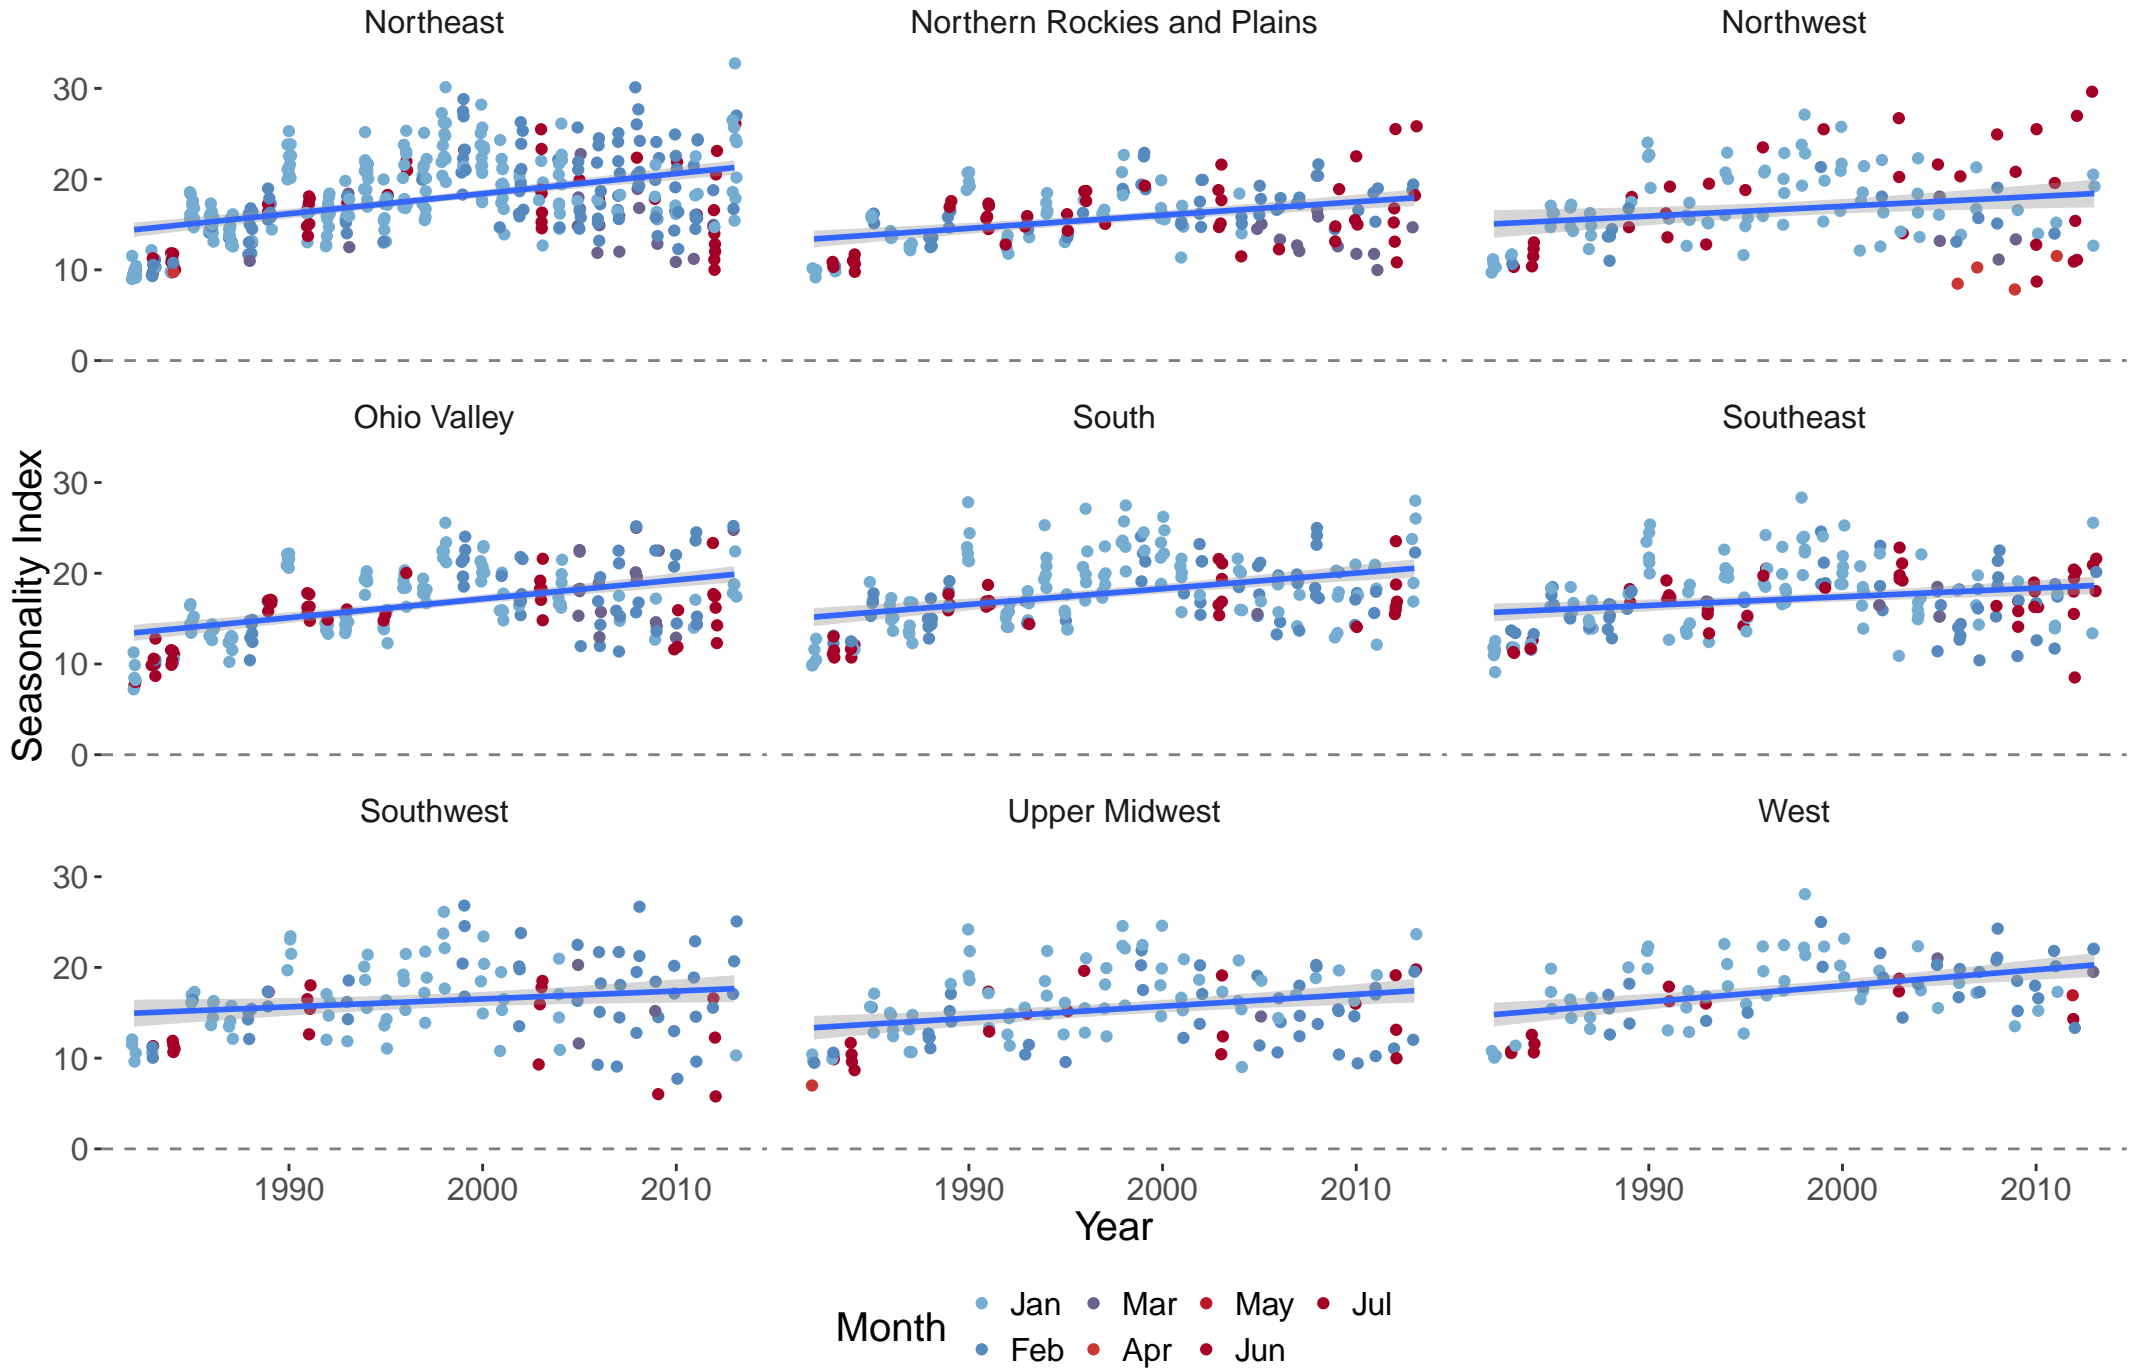 Northeast
Northern Rockies and Plains
Northwest
30
20
10
0
Ohio Valley
South
Southeast
Seasonality Index
30
20
10
0
Southwest
Upper Midwest
West
30
20
10
0
1990 2000 2010
1990 2000 2010
1990 2000 2010
Year
Month
Jan Mar May Jul
Feb Apr Jun